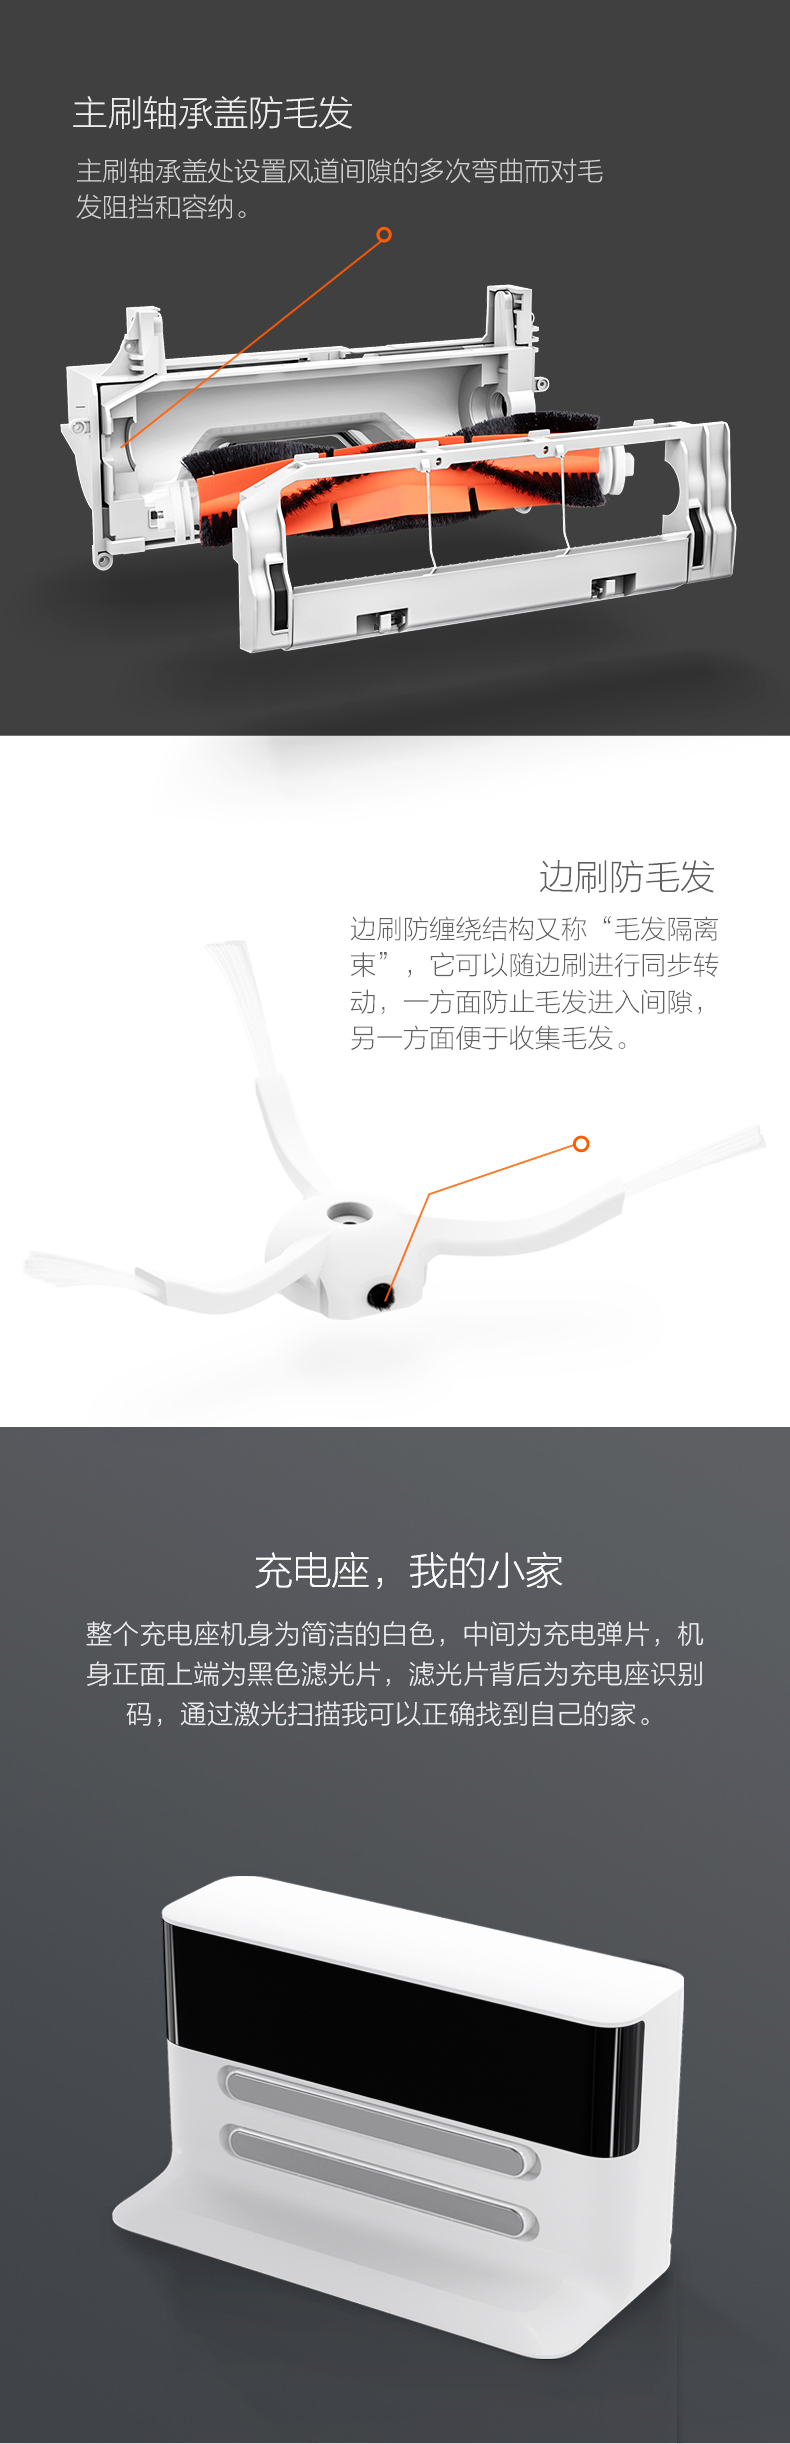 主刷轴承盖防毛发
主刷轴承盖处设置风道间隙的多次弯曲而对毛
发阻挡和容纳。
边刷防毛发
边刷防缠绕结构又称“毛发隔离
束”，它可以随边刷进行同步转
动，一方面防止毛发进入间隙，
另一方面便于收集毛发。
充电座，我的小家
整个充电座机身为简洁的白色，中间为充电弹片，机
身正面上端为黑色滤光片，滤光片背后为充电座识别
码，通过激光扫描我可以正确找到自己的家。